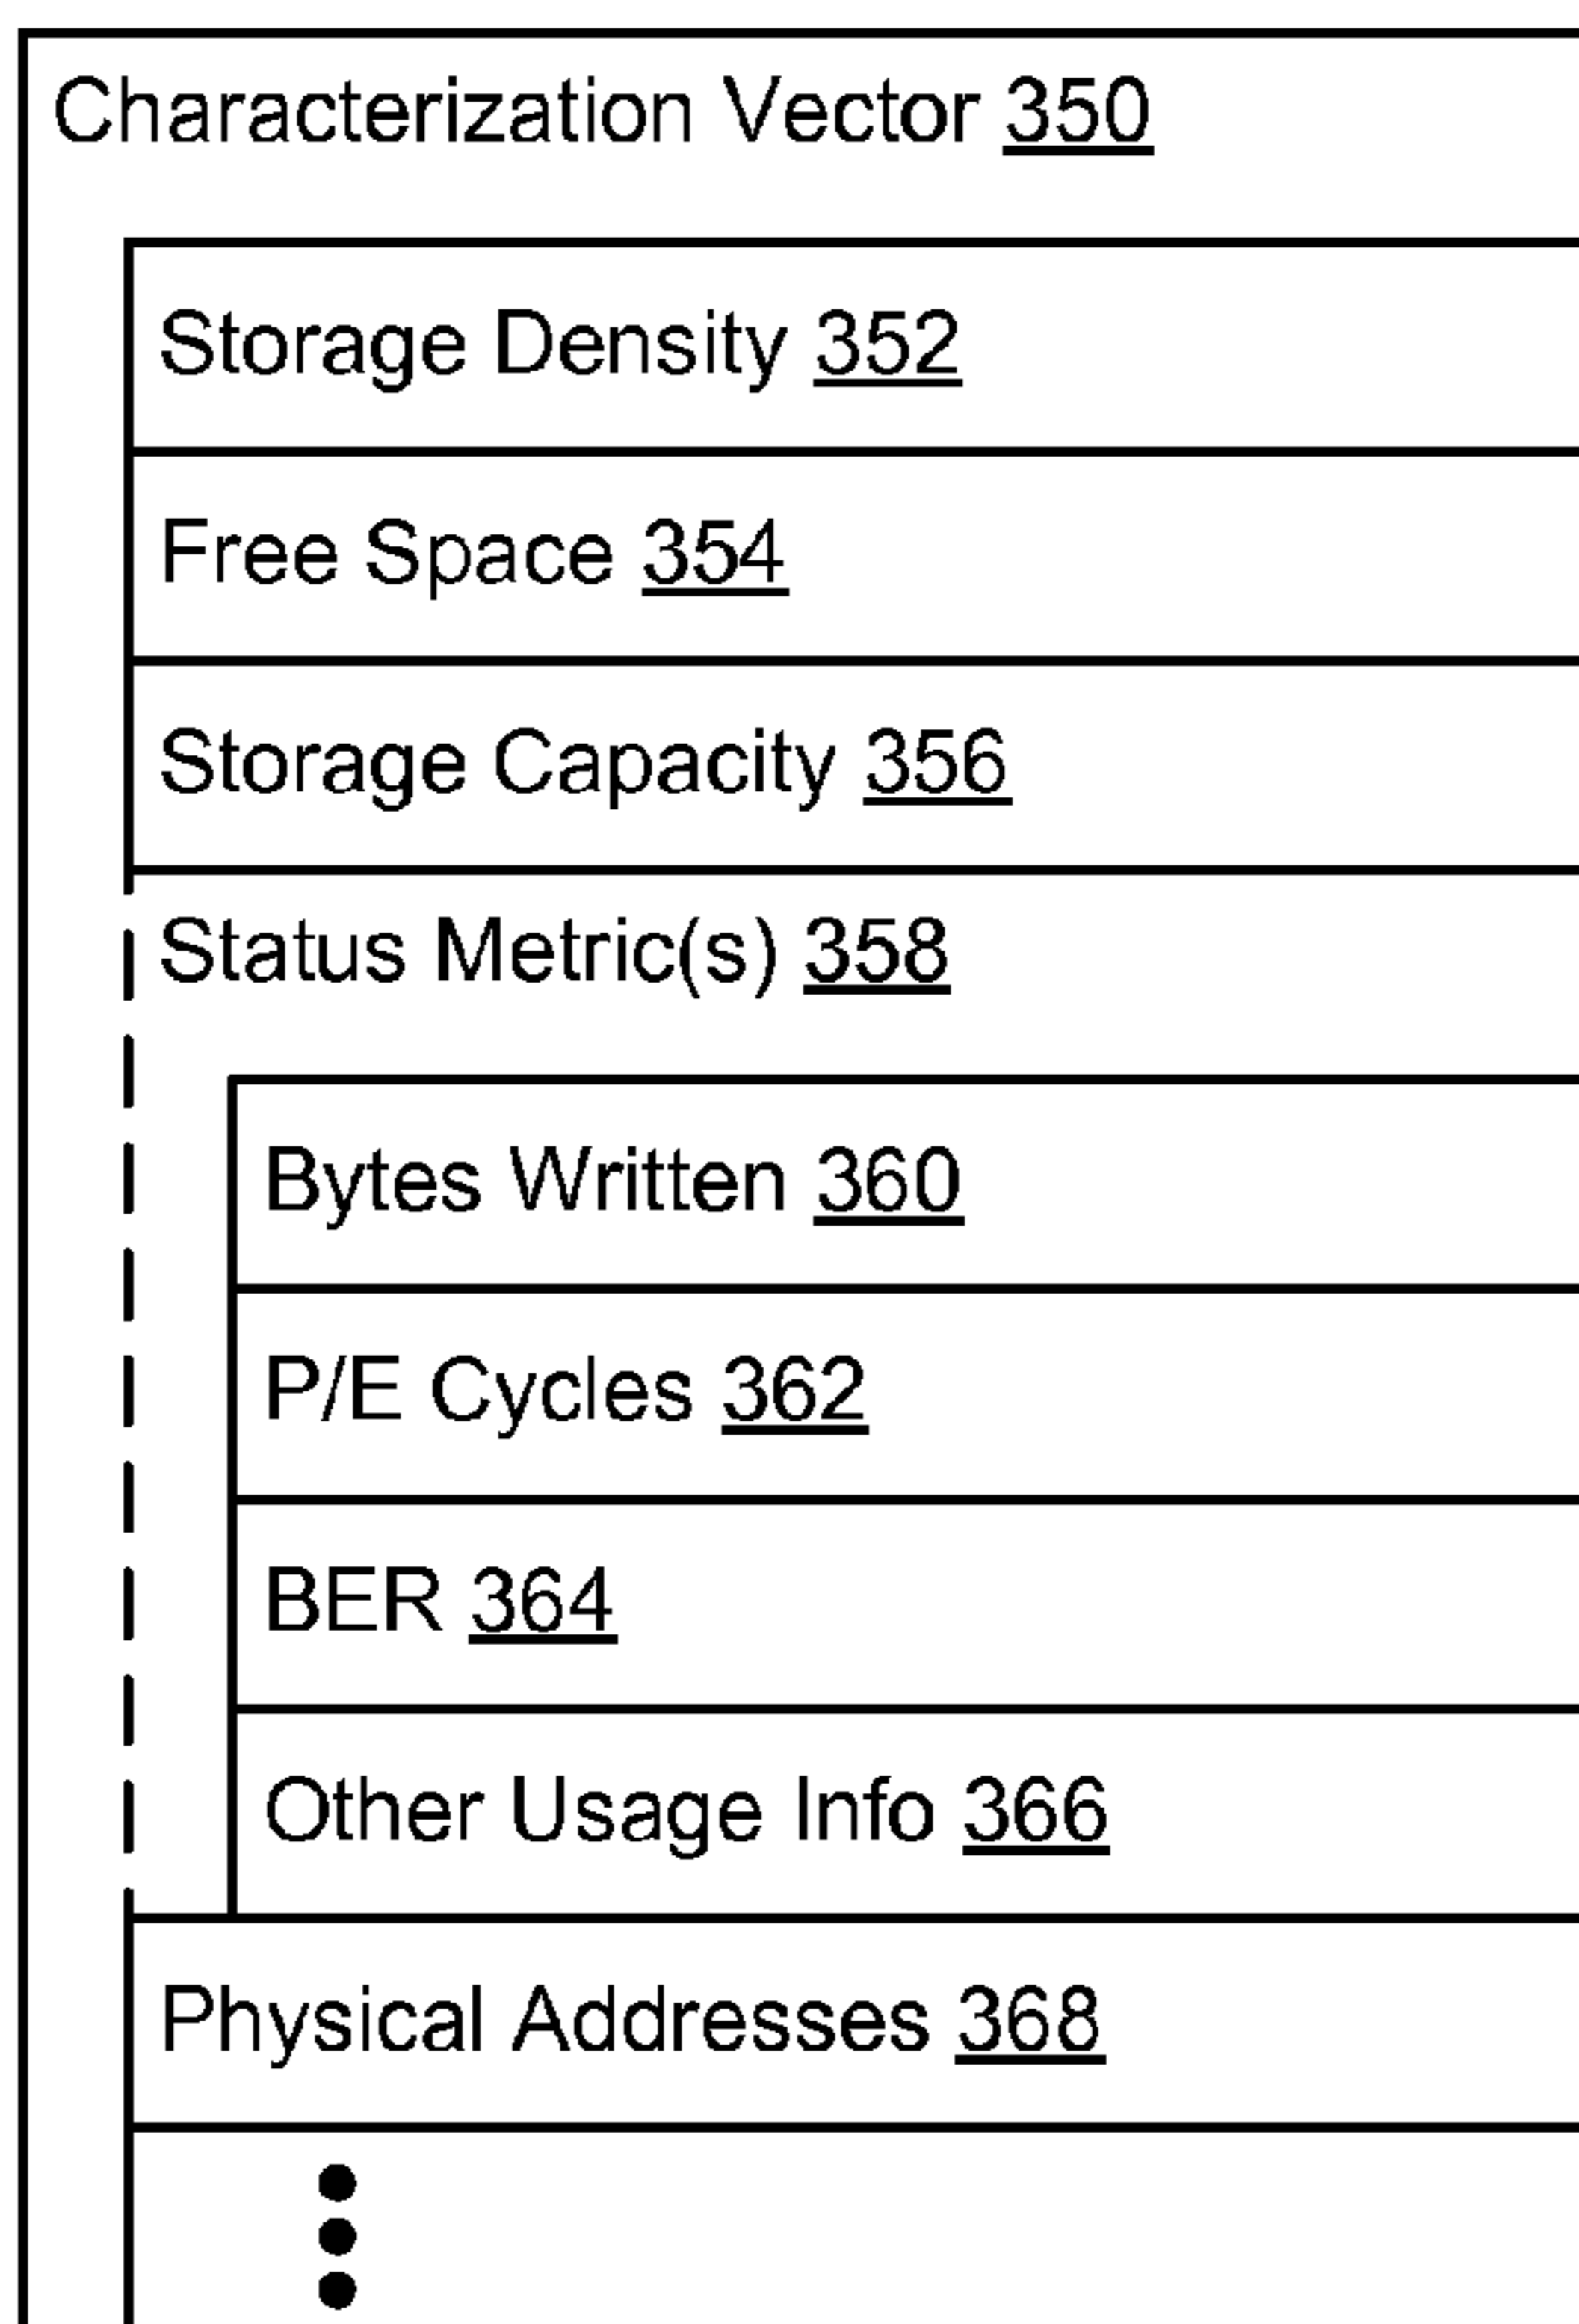 Characterization Vector 350
Storage Density 352
Free Space 354
Storage Capacity 356
Status Metric(s) 358
Bytes Written 360
P/E Cycles 362
BER 364
Other Usage Info 366
Physical Addresses 368